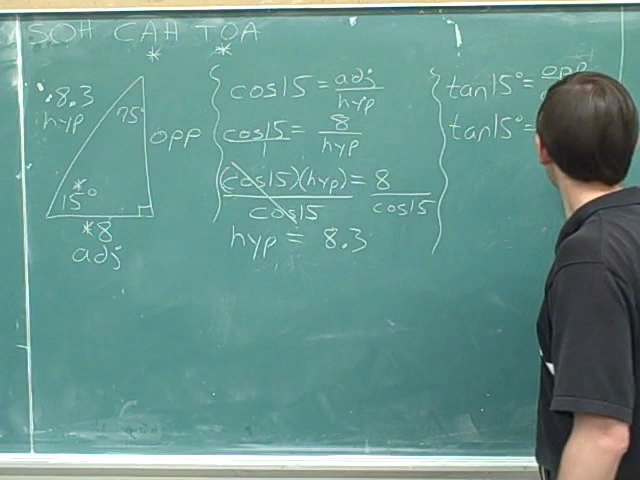 SOH CAH TOA
* *
8.3
hyp
75°
opp
*
15°
*8
adj
cos15 = adj/hyp
cos15 = 8/hyp
(cos15)(hyp) = 8
cos15 cos15
hyp = 8.3
tan15° = opp
tan15° =